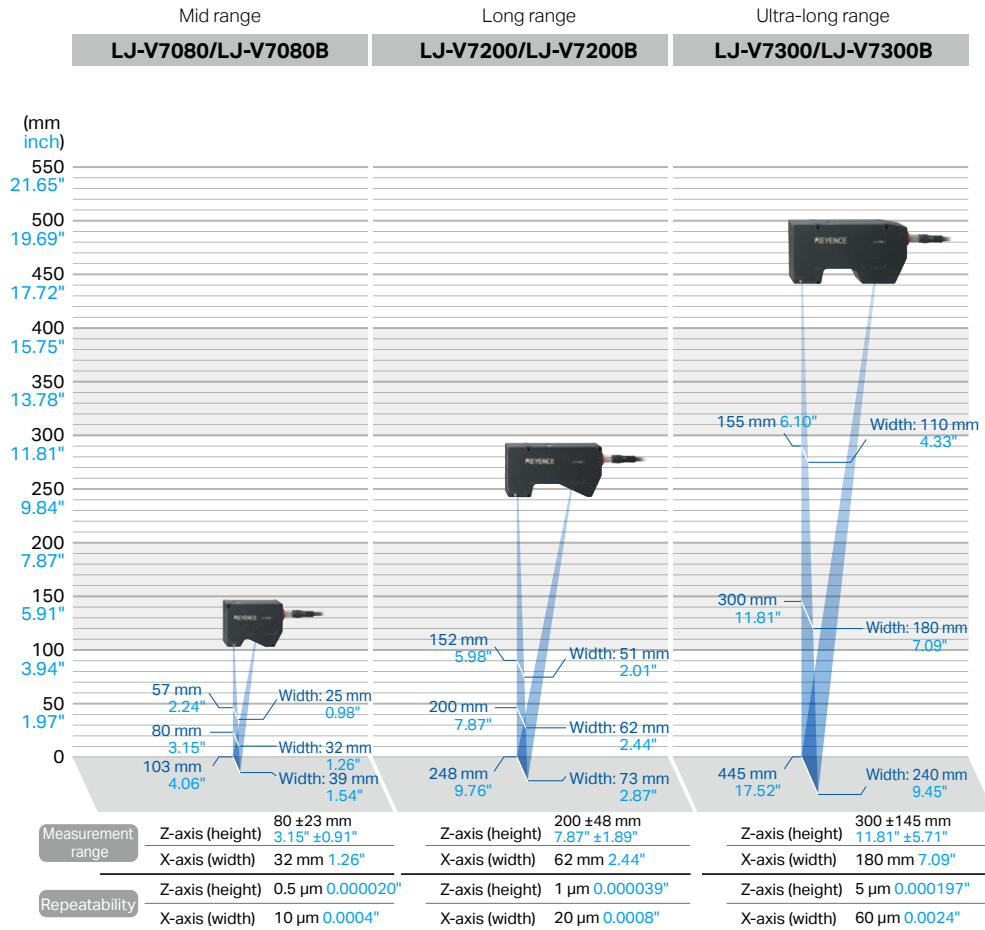 Mid range
Long range
Ultra-long range
LJ-V7080/LJ-V7080B
LJ-V7200/LJ-V7200B
LJ-V7300/LJ-V7300B
(mm
inch)
550
21.65"
500
19.69"
450
17.72"
400
15.75"
350
13.78"
300
11.81"
250
9.84"
200
7.87"
150
5.91"
100
3.94"
50
1.97"
0
KEYENCE
57 mm
2.24"
Width: 25 mm
0.98"
80 mm
3.15"
Width: 32 mm
1.26"
103 mm
4.06"
Width: 39 mm
1.54"
KEYENCE
152 mm
5.98"
Width: 51 mm
2.01"
200 mm
7.87"
Width: 62 mm
2.44"
248 mm
9.76"
Width: 73 mm
2.87"
KEYENCE
155 mm 6.10"
Width: 110 mm
4.33"
300 mm
11.81"
Width: 180 mm
7.09"
445 mm
17.52"
Width: 240 mm
9.45"
Measurement
range
Z-axis (height) 80 ±23 mm
3.15" ±0.91"
Z-axis (height) 200 ±48 mm
7.87" ±1.89"
Z-axis (height) 300 ±145 mm
11.81" ±5.71"
X-axis (width) 32 mm 1.26"
X-axis (width) 62 mm 2.44"
X-axis (width) 180 mm 7.09"
Repeatability
Z-axis (height) 0.5 µm 0.000020"
Z-axis (height) 1 µm 0.000039"
Z-axis (height) 5 µm 0.000197"
X-axis (width) 10 µm 0.0004"
X-axis (width) 20 µm 0.0008"
X-axis (width) 60 µm 0.0024"